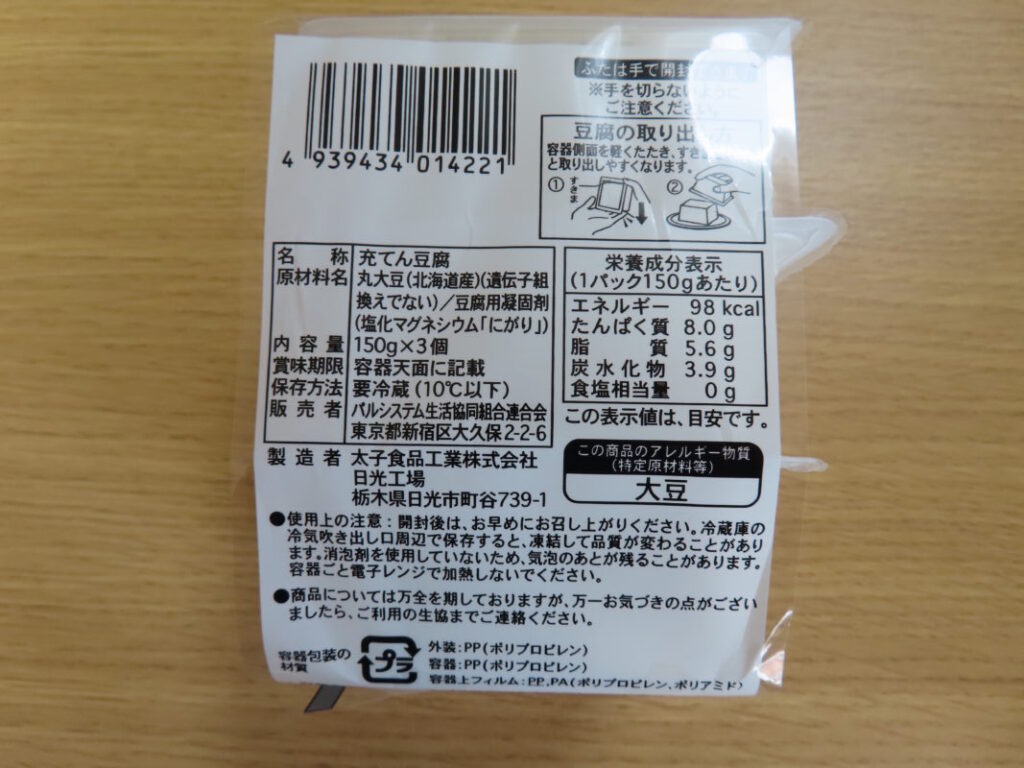 4 939434 014221
ふたは手で開封
※手を切らないように
ご注意ください。
豆腐の取り出し方
容器側面を軽くたたき、すき
と取り出しやすくなります。
① すきま ②
名称 充てん豆腐
原材料名 丸大豆(北海道産)(遺伝子組
換えでない)/豆腐用凝固剤
(塩化マグネシウム「にがり」)
内容量 150g×3個
賞味期限 容器天面に記載
保存方法 要冷蔵(10℃以下)
販売者 パルシステム生活協同組合連合会
東京都新宿区大久保2-2-6
製造者 太子食品工業株式会社
日光工場
栃木県日光市町谷739-1
栄養成分表示
(1パック150gあたり)
エネルギー 98 kcal
たんぱく質 8.0 g
脂質 5.6 g
炭水化物 3.9 g
食塩相当量 0 g
この表示値は、目安です。
この商品のアレルギー物質
(特定原材料等)
大豆
●使用上の注意:開封後は、お早めにお召し上がりください。冷蔵庫の
冷気吹き出し口周辺で保存すると、凍結して品質が変わることがあり
ます。消泡剤を使用していないため、気泡のあとが残ることがあります。
容器ごと電子レンジで加熱しないでください。
●商品については万全を期しておりますが、万一お気づきの点がござい
ましたら、ご利用の生協までご連絡ください。
容器包装の
材質
プラ
外装:PP(ポリプロピレン)
容器:PP(ポリプロピレン)
容器上フィルム:PP,PA(ポリプロピレン、ポリアミド)